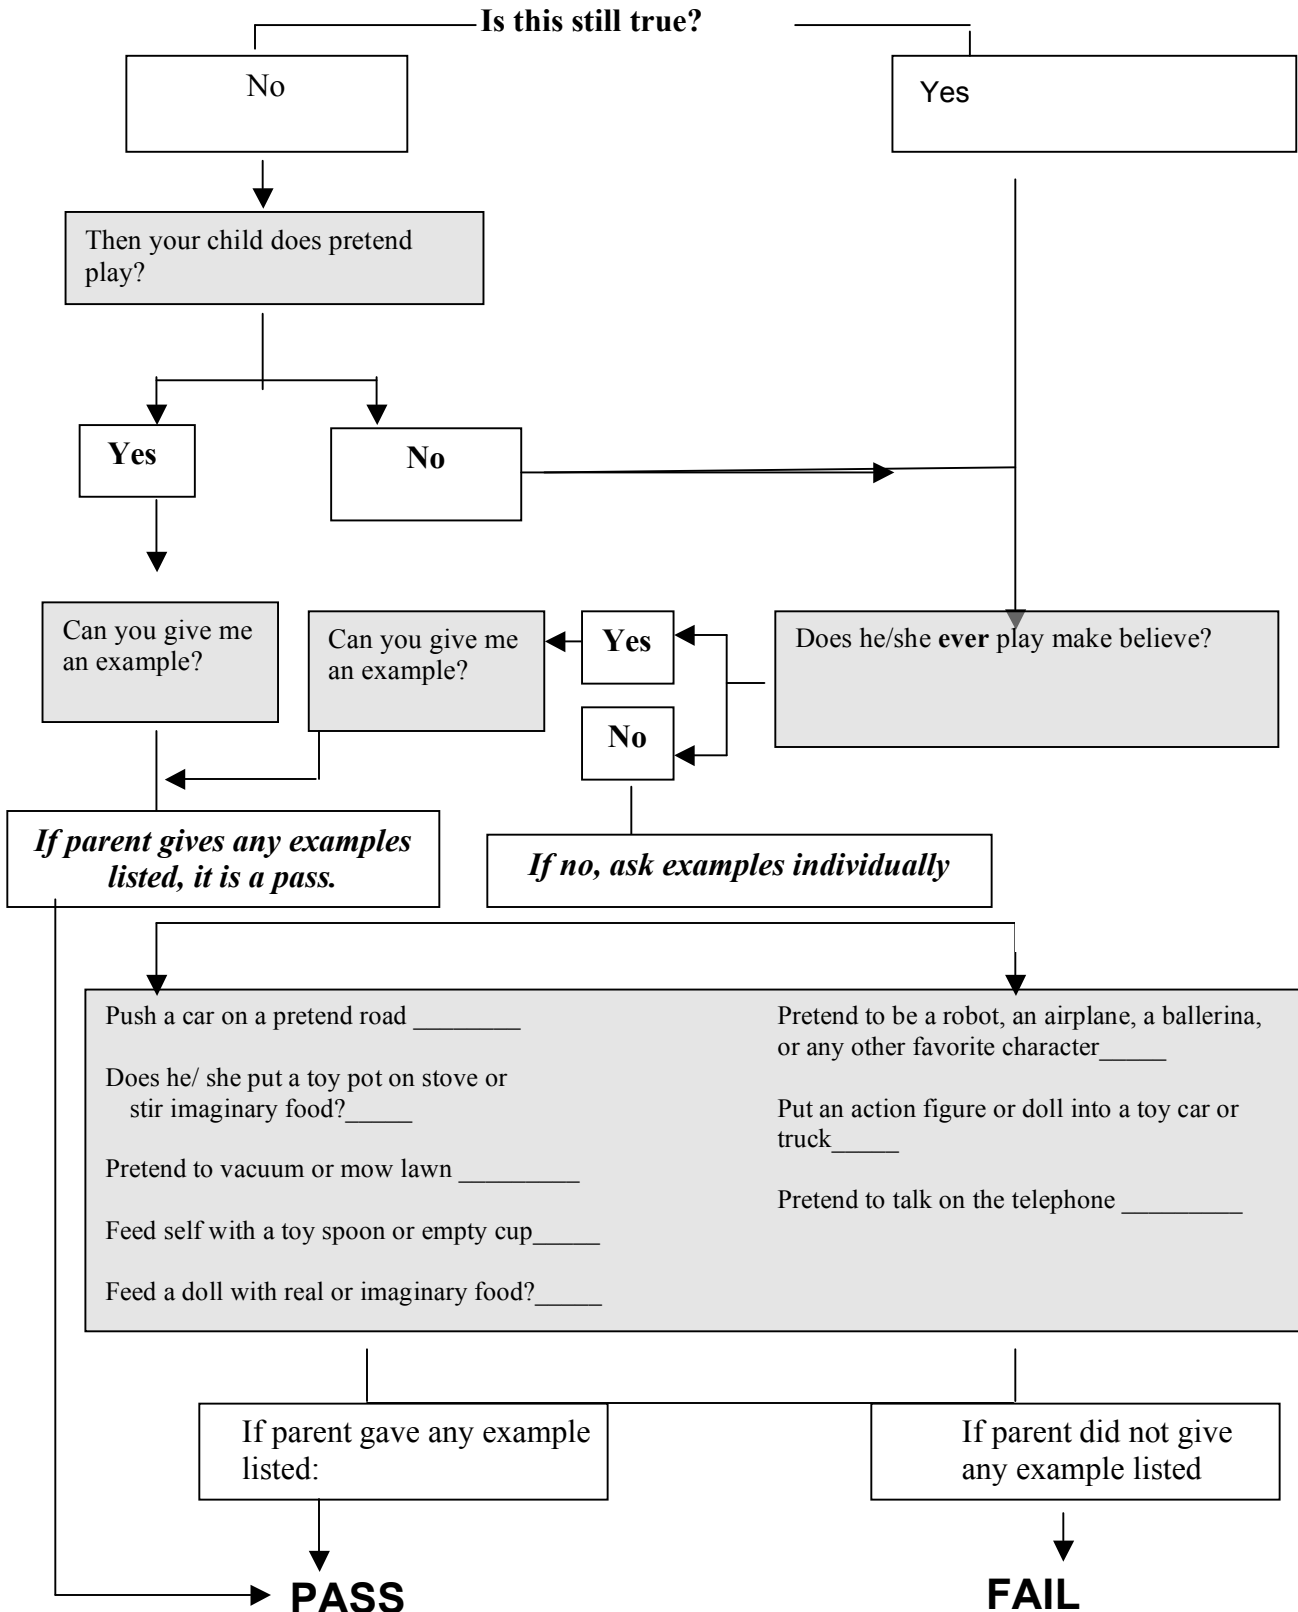 Is this still true?
No
Yes
Then your child does pretend
play?
Yes
No
Can you give me
an example?
Can you give me
an example?
Yes
No
Does he/she ever play make believe?
If parent gives any examples
listed, it is a pass.
If no, ask examples individually
Push a car on a pretend road ________
Does he/ she put a toy pot on stove or
stir imaginary food?_____
Pretend to vacuum or mow lawn _________
Feed self with a toy spoon or empty cup_____
Feed a doll with real or imaginary food?_____
Pretend to be a robot, an airplane, a ballerina,
or any other favorite character_____
Put an action figure or doll into a toy car or
truck_____
Pretend to talk on the telephone _________
If parent gave any example
listed:
If parent did not give
any example listed
PASS
FAIL